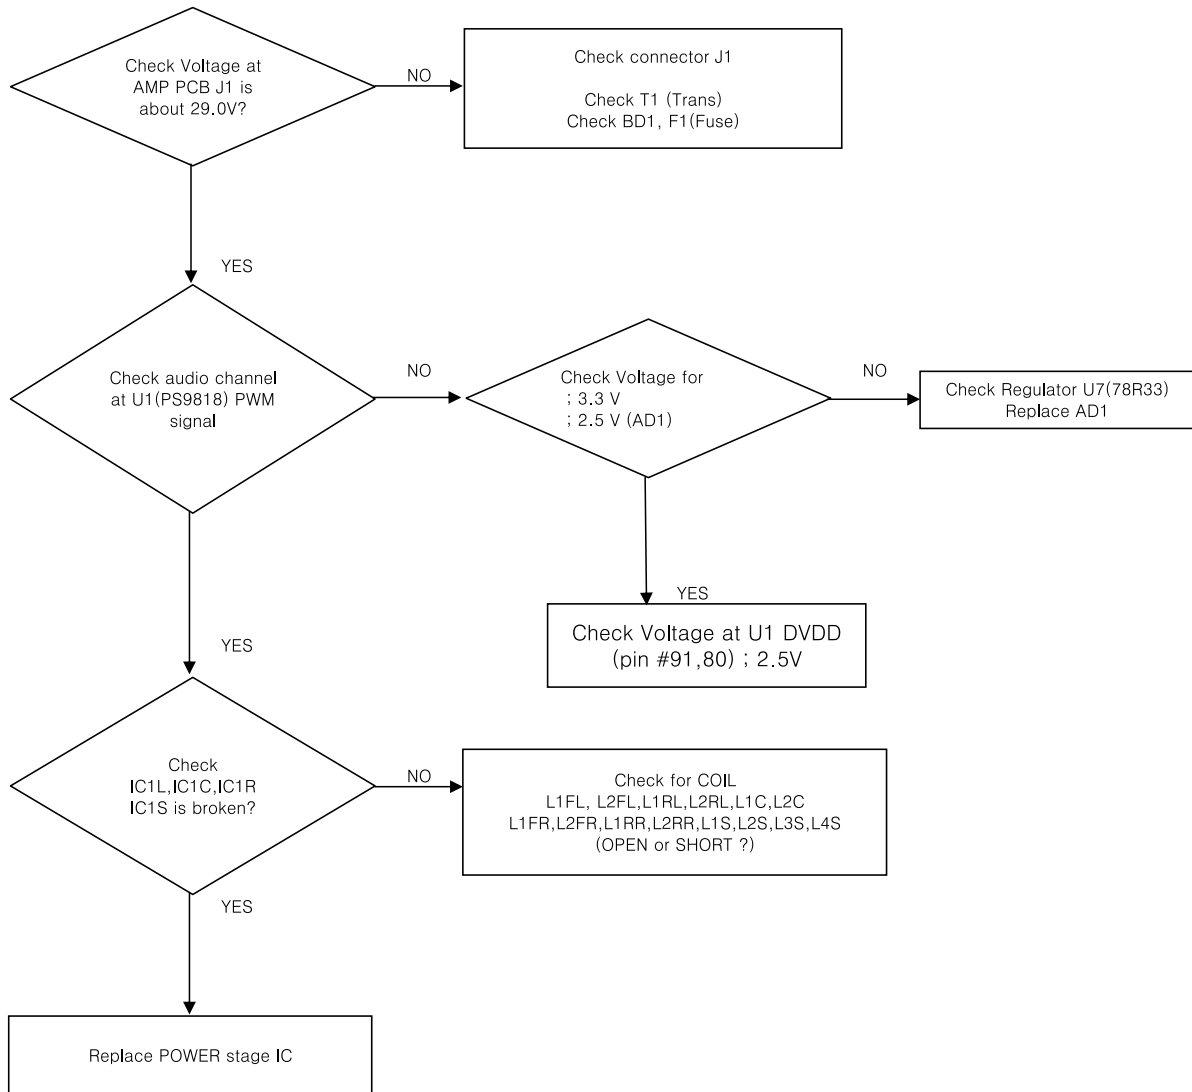 Check Voltage at
AMP PCB J1 is
about 29.0V?
NO
Check connector J1
Check T1 (Trans)
Check BD1, F1(Fuse)
YES
Check audio channel
at U1(PS9818) PWM
signal
NO
Check Voltage for
; 3.3 V
; 2.5 V (AD1)
NO
Check Regulator U7(78R33)
Replace AD1
YES
Check Voltage at U1 DVDD
(pin #91,80) ; 2.5V
YES
Check
IC1L,IC1C,IC1R
IC1S is broken?
NO
Check for COIL
L1FL, L2FL,L1RL,L2RL,L1C,L2C
L1FR,L2FR,L1RR,L2RR,L1S,L2S,L3S,L4S
(OPEN or SHORT ?)
YES
Replace POWER stage IC